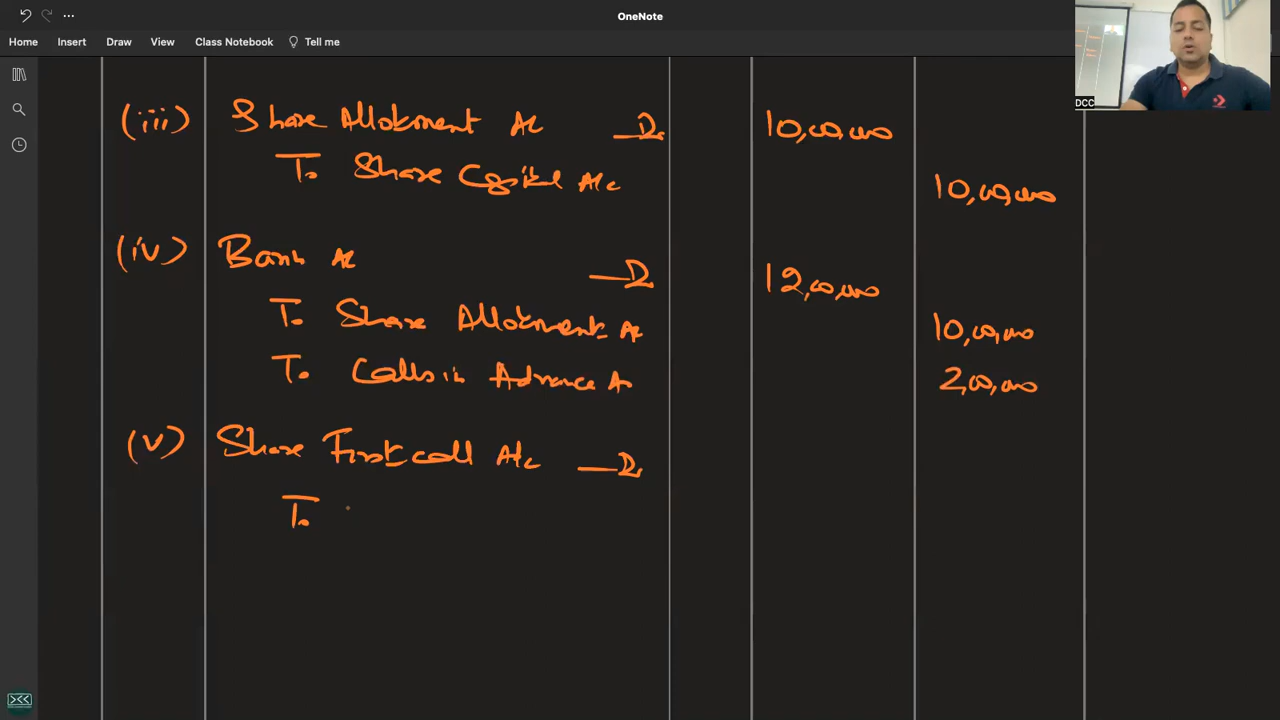 OneNote
Home Insert Draw View Class Notebook Tell me
DCC
(iii) Share Allotment A/c Dr 10,00,000
To Share Capital A/c 10,00,000
(iv) Bank A/c Dr 12,00,000
To Share Allotment A/c 10,00,000
To Calls in Advance A/c 2,00,000
(v) Share First call A/c Dr
To